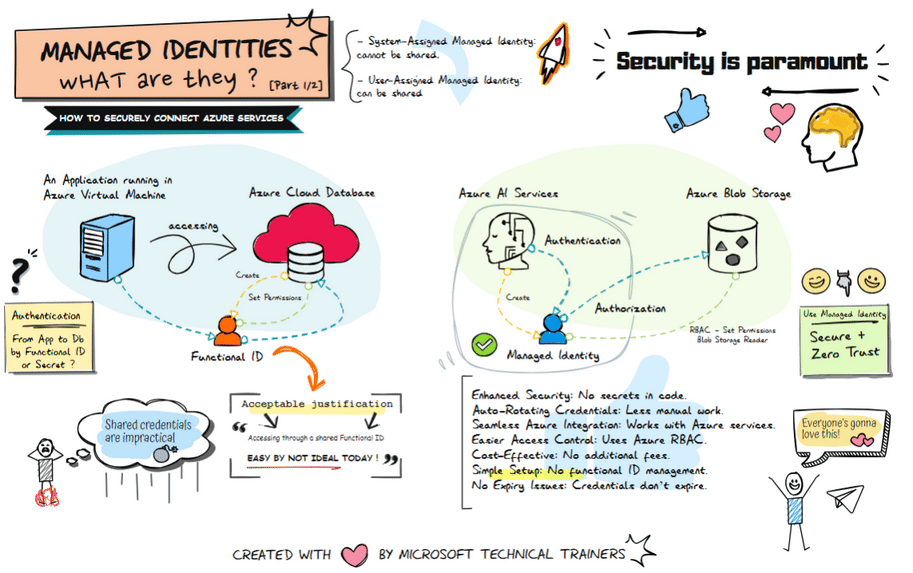 MANAGED IDENTITIES
WHAT are they ? [Part 1/2]
HOW TO SECURELY CONNECT AZURE SERVICES
- System-Assigned Managed Identity:
cannot be shared.
- User-Assigned Managed Identity:
can be shared
Security is paramount
An Application running in
Azure Virtual Machine
accessing
Azure Cloud Database
Create
Set Permissions
Functional ID
?
Authentication
From App to Db
by Functional ID
or Secret ?
Shared credentials
are impractical
Acceptable justification
“
Accessing through a shared Functional ID
EASY BY NOT IDEAL TODAY !
”
Azure AI Services
Azure Blob Storage
Authentication
Create
Authorization
Managed Identity
RBAC - Set Permissions
Blob Storage Reader
Use Managed Identity
Secure +
Zero Trust
Enhanced Security: No secrets in code.
Auto-Rotating Credentials: Less manual work.
Seamless Azure Integration: Works with Azure services.
Easier Access Control: Uses Azure RBAC.
Cost-Effective: No additional fees.
Simple Setup: No functional ID management.
No Expiry Issues: Credentials don't expire.
Everyone's gonna
love this!
CREATED WITH BY MICROSOFT TECHNICAL TRAINERS